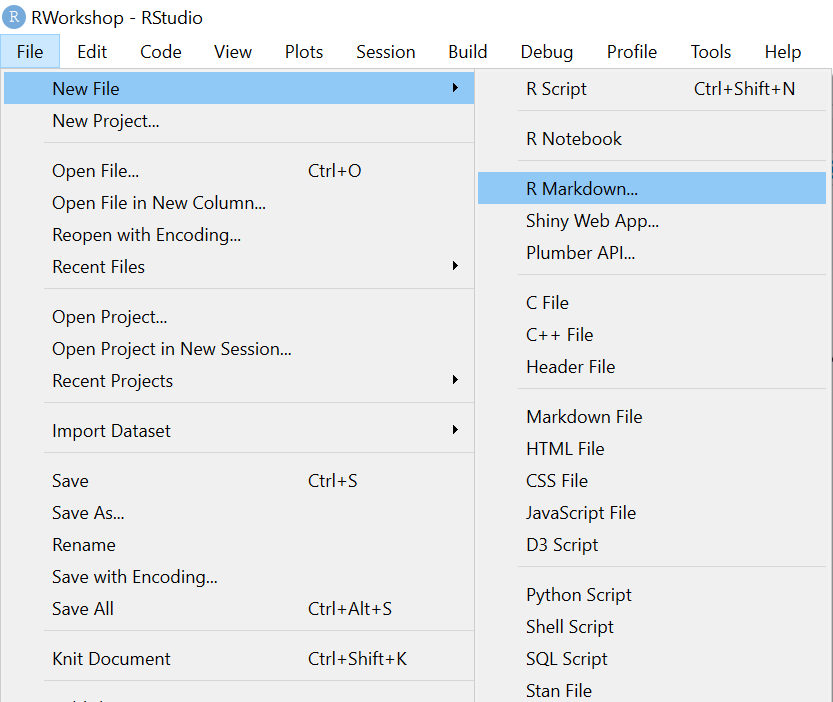 R RWorkshop - RStudio
File Edit Code View Plots Session Build Debug Profile Tools Help
New File
New Project...
Open File... Ctrl+O
Open File in New Column...
Reopen with Encoding...
Recent Files
Open Project...
Open Project in New Session...
Recent Projects
Import Dataset
Save Ctrl+S
Save As...
Rename
Save with Encoding...
Save All Ctrl+Alt+S
Knit Document Ctrl+Shift+K
R Script Ctrl+Shift+N
R Notebook
R Markdown...
Shiny Web App...
Plumber API...
C File
C++ File
Header File
Markdown File
HTML File
CSS File
JavaScript File
D3 Script
Python Script
Shell Script
SQL Script
Stan File